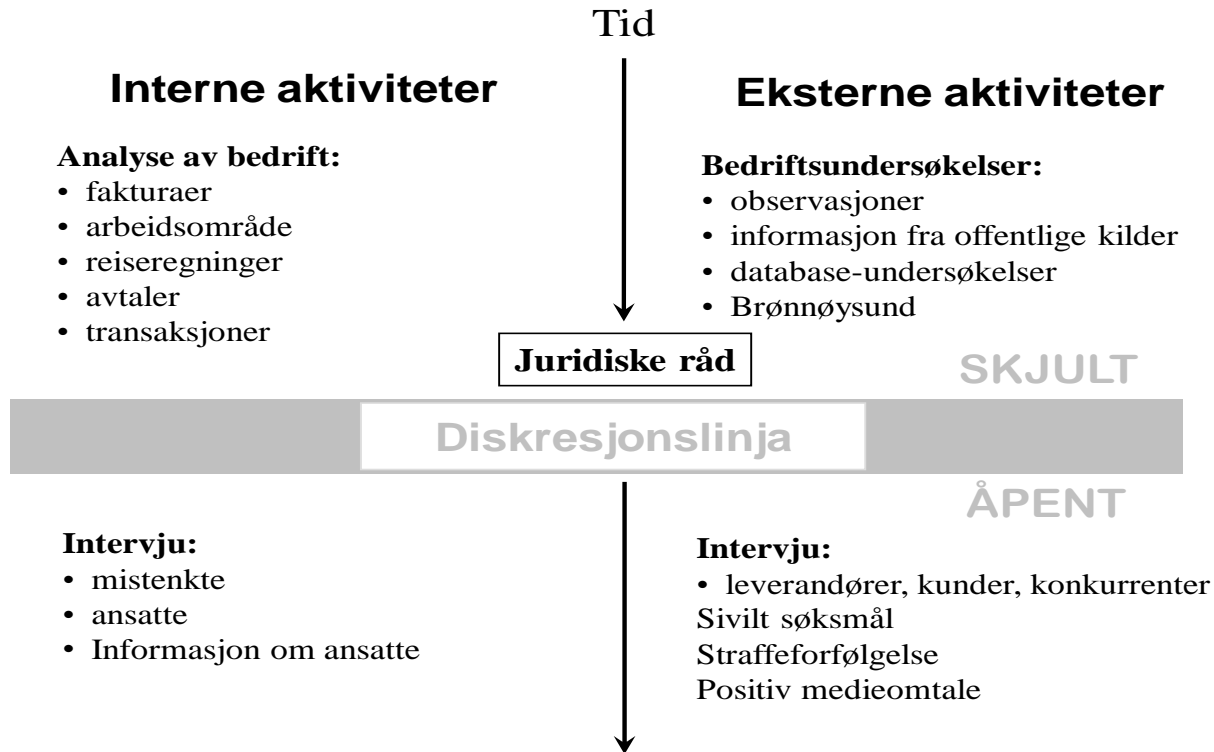 Tid
Interne aktiviteter
Analyse av bedrift:
• fakturaer
• arbeidsområde
• reiseregninger
• avtaler
• transaksjoner
Eksterne aktiviteter
Bedriftsundersøkelser:
• observasjoner
• informasjon fra offentlige kilder
• database-undersøkelser
• Brønnøysund
Juridiske råd
SKJULT
Diskresjonslinja
ÅPENT
Intervju:
• mistenkte
• ansatte
• Informasjon om ansatte
Intervju:
• leverandører, kunder, konkurrenter
Sivilt søksmål
Straffeforfølgelse
Positiv medieomtale